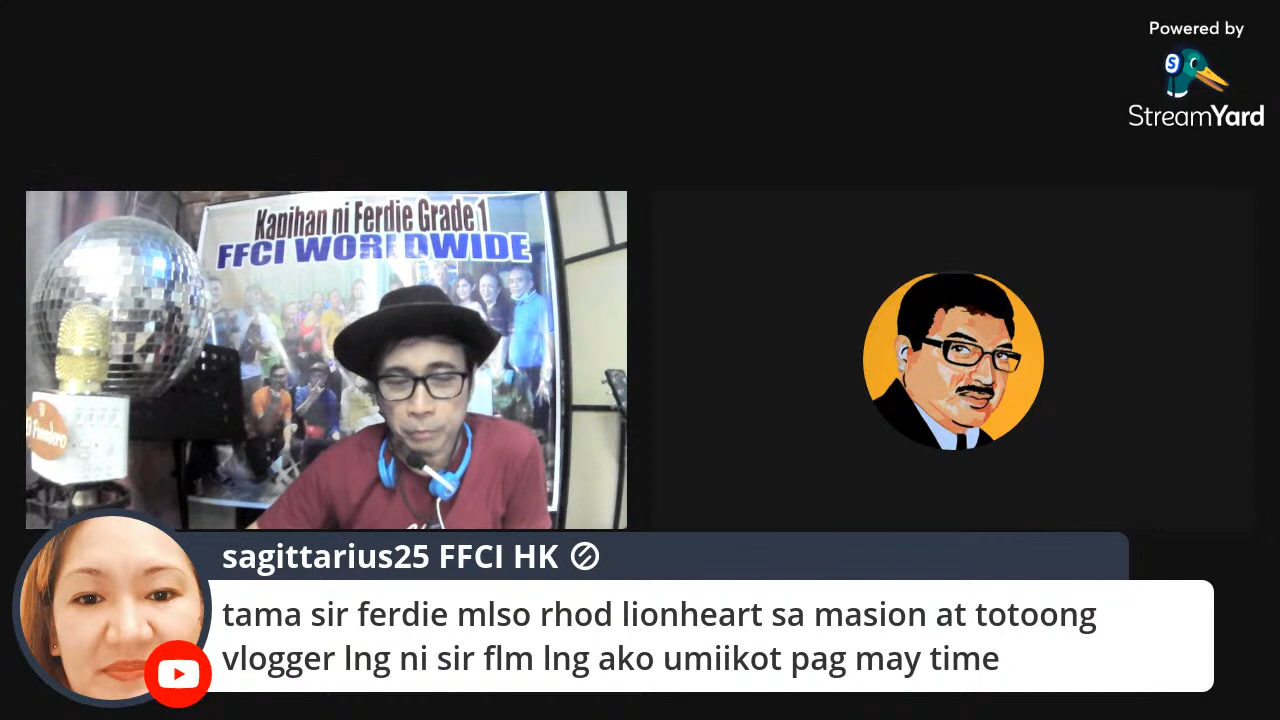 Powered by
S
StreamYard
Kapihan ni Ferdie Grade 1
FFCI WORLDWIDE
sagittarius25 FFCI HK
tama sir ferdie mlso rhod lionheart sa masion at totoong
vlogger lng ni sir flm lng ako umiikot pag may time